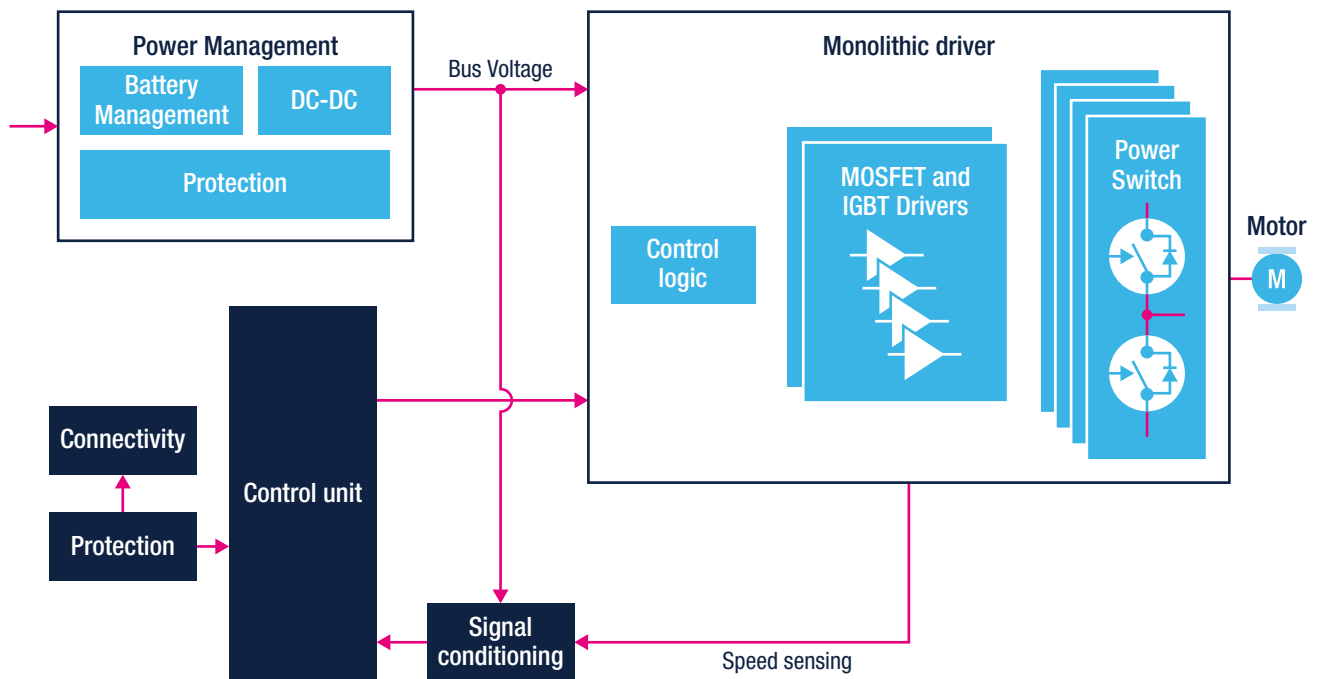 Power Management
Battery
Management
DC-DC
Protection
Bus Voltage
Monolithic driver
Control
logic
MOSFET and
IGBT Drivers
Power
Switch
Motor
M
Connectivity
Protection
Control unit
Signal
conditioning
Speed sensing